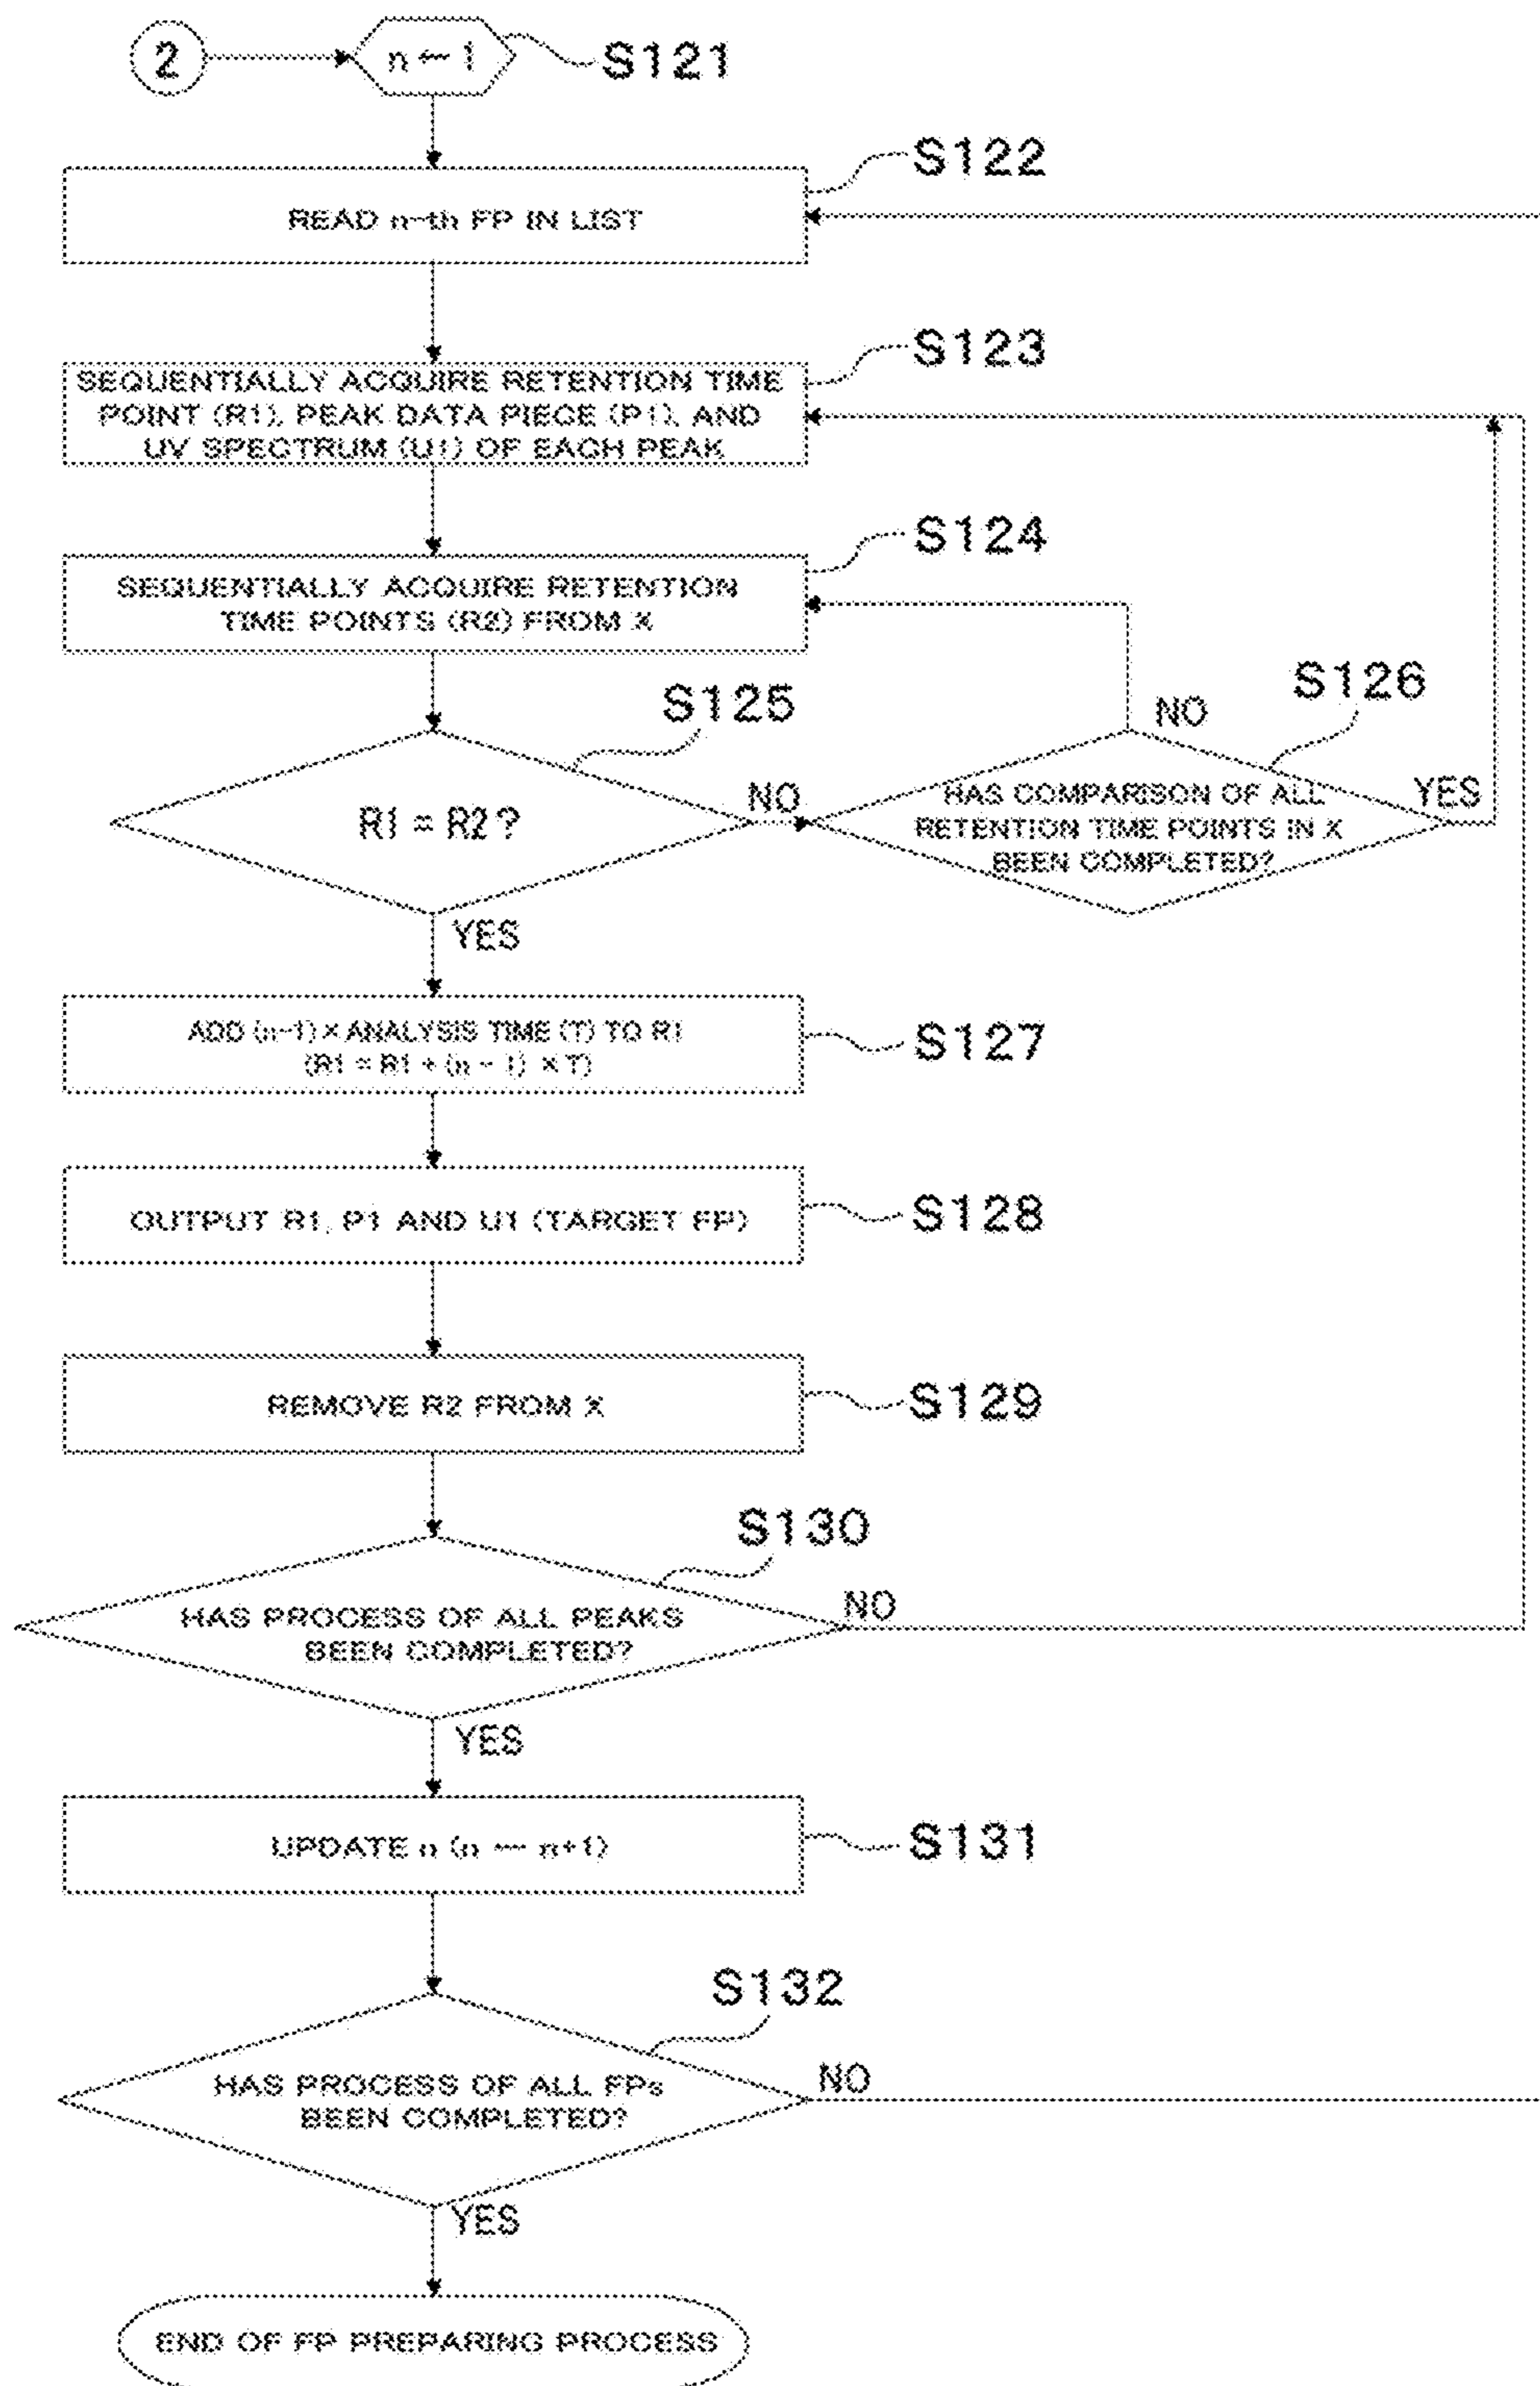 2
n ← 1
S121
S122
READ n-th FP IN LIST
S123
SEQUENTIALLY ACQUIRE RETENTION TIME
POINT (R1), PEAK DATA PIECE (P1), AND
UV SPECTRUM (U1) OF EACH PEAK
S124
SEQUENTIALLY ACQUIRE RETENTION
TIME POINTS (R2) FROM X
S125
R1 = R2 ?
NO
S126
NO
HAS COMPARISON OF ALL
RETENTION TIME POINTS IN X
BEEN COMPLETED?
YES
YES
ADD (n-1) × ANALYSIS TIME (T) TO R1
(R1 = R1 + (n - 1) × T)
S127
OUTPUT R1, P1 AND U1 (TARGET FP)
S128
REMOVE R2 FROM X
S129
S130
HAS PROCESS OF ALL PEAKS
BEEN COMPLETED?
NO
YES
UPDATE n (n ← n+1)
S131
S132
HAS PROCESS OF ALL FPs
BEEN COMPLETED?
NO
YES
END OF FP PREPARING PROCESS